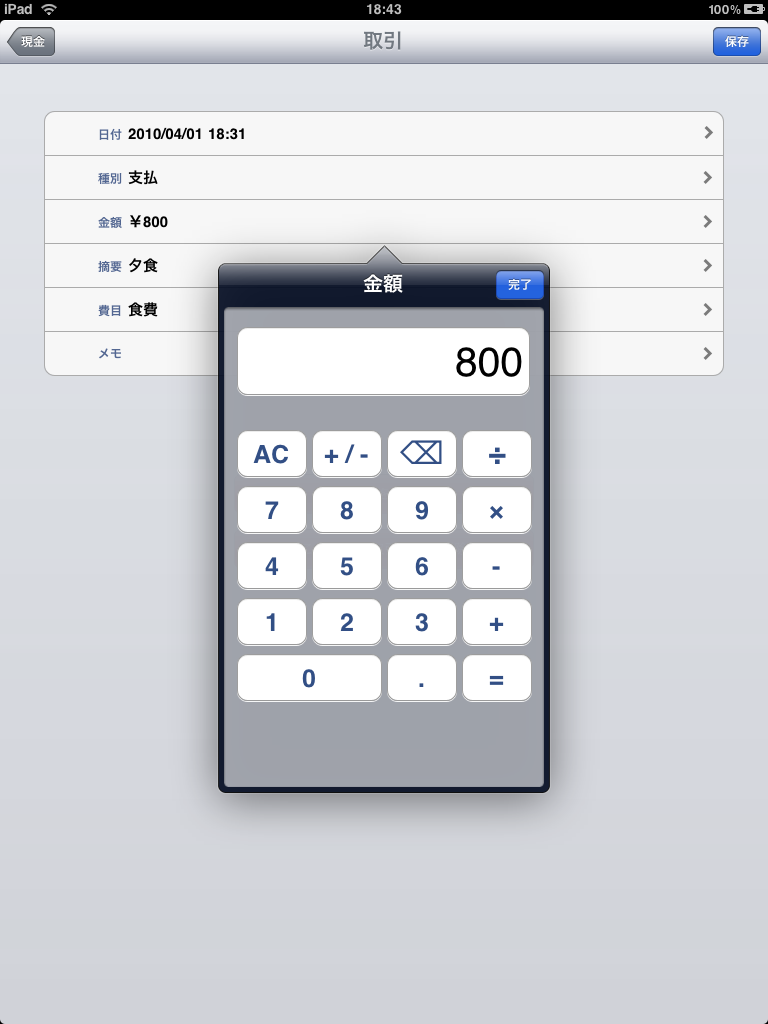 iPad 18:43 100%
現金 取引 保存
日付 2010/04/01 18:31
種別 支払
金額 ¥800
摘要 夕食
費目 食費
メモ
金額 完了
800
AC +/- ⌫ ÷
7 8 9 ×
4 5 6 -
1 2 3 +
0 . =